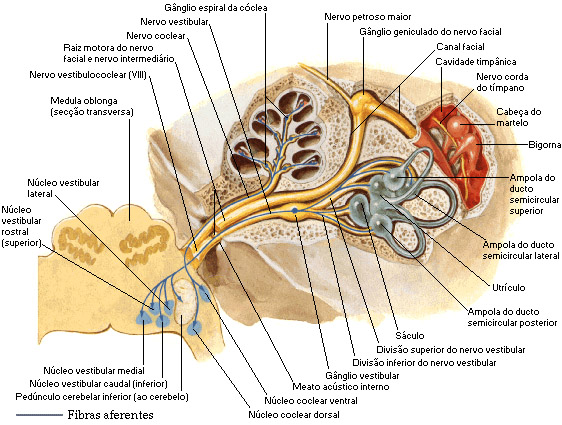 Gânglio espiral da cóclea
Nervo vestibular
Nervo coclear
Raiz motora do nervo
facial e nervo intermediário
Nervo vestibulococlear (VIII)
Medula oblonga
(secção transversa)
Núcleo vestibular
lateral
Núcleo
vestibular
rostral
(superior)
Nervo petroso maior
Gânglio geniculado do nervo facial
Canal facial
Cavidade timpânica
Nervo corda
do tímpano
Cabeça do
martelo
Bigorna
Ampola do
ducto
semicircular
superior
Ampola do ducto
semicircular lateral
Utrículo
Ampola do ducto
semicircular posterior
Sáculo
Divisão superior do nervo vestibular
Divisão inferior do nervo vestibular
Gânglio vestibular
Meato acústico interno
Núcleo coclear ventral
Núcleo coclear dorsal
Núcleo vestibular medial
Núcleo vestibular caudal (inferior)
Pedúnculo cerebelar inferior (ao cerebelo)
Fibras aferentes